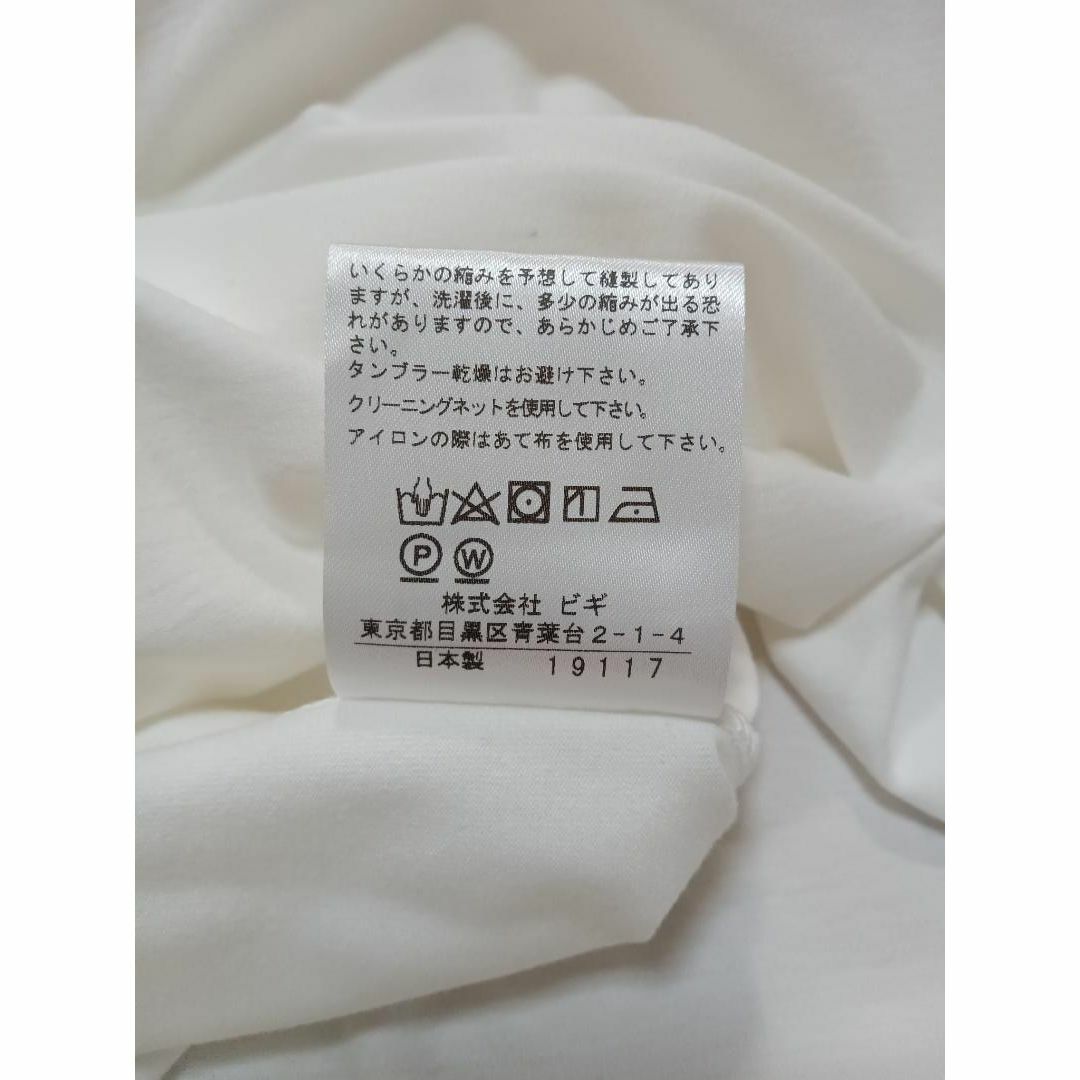 いくらかの縮みを予想して縫製してあり
ますが、洗濯後に、多少の縮みが出る恐
れがありますので、あらかじめご了承下
さい。
タンブラー乾燥はお避け下さい。
クリーニングネットを使用して下さい。
アイロンの際はあて布を使用して下さい。
P W
株式会社 ビギ
東京都目黒区青葉台2-1-4
日本製 19117